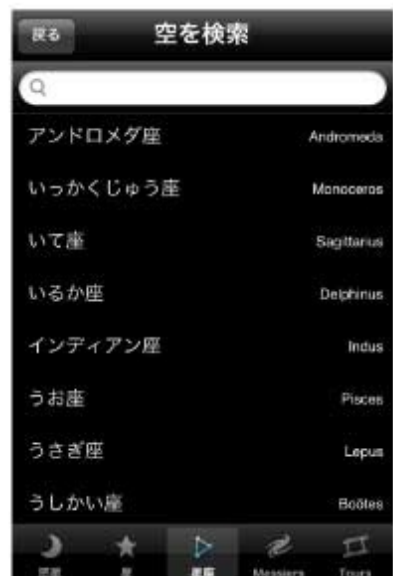 戻る 空を検索
アンドロメダ座 Andromeda
いっかくじゅう座 Monoceros
いて座 Sagittarius
いるか座 Delphinus
インディアン座 Indus
うお座 Pisces
うさぎ座 Lepus
うしかい座 Boötes
星座 Messiers Tours